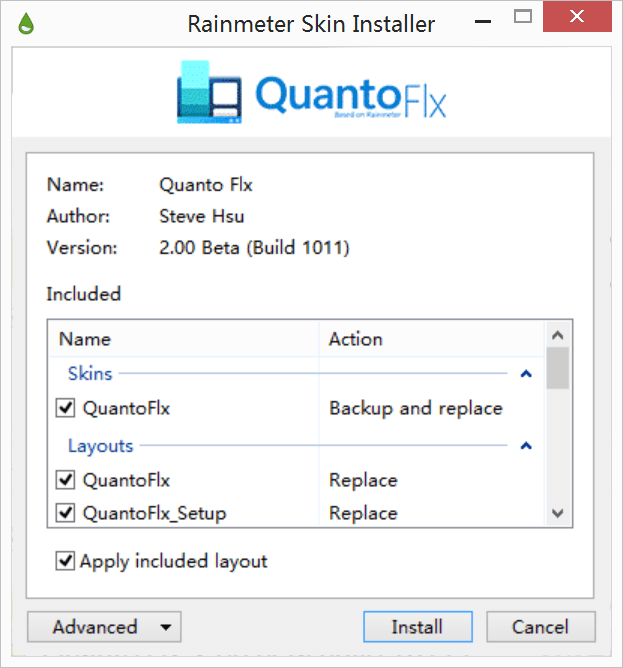 Rainmeter Skin Installer
QuantoFlx
Based on Rainmeter
Name: Quanto Flx
Author: Steve Hsu
Version: 2.00 Beta (Build 1011)
Included
Name Action
Skins
QuantoFlx Backup and replace
Layouts
QuantoFlx Replace
QuantoFlx_Setup Replace
Apply included layout
Advanced Install Cancel